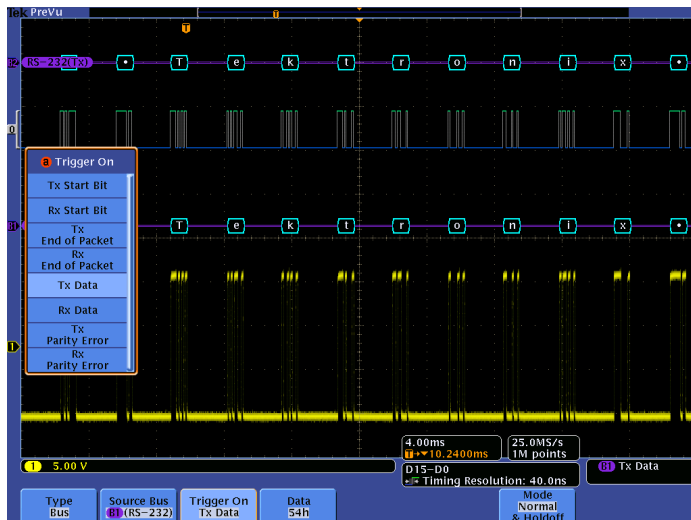 Tek PreVu
T
T
B2 RS-232(Tx) • T e k t r o n i x •
0
a Trigger On
Tx Start Bit
Rx Start Bit
Tx
End of Packet
Rx
End of Packet
Tx Data
Rx Data
Tx
Parity Error
Rx
Parity Error
B1 T e k t r o n i x •
1
4.00ms
T→▼10.2400ms
25.0MS/s
1M points
1 5.00 V
D15-D0
Timing Resolution: 40.0ns
B1 Tx Data
Type
Bus
Source Bus
B1 (RS-232)
Trigger On
Tx Data
Data
54h
Mode
Normal
& Holdoff